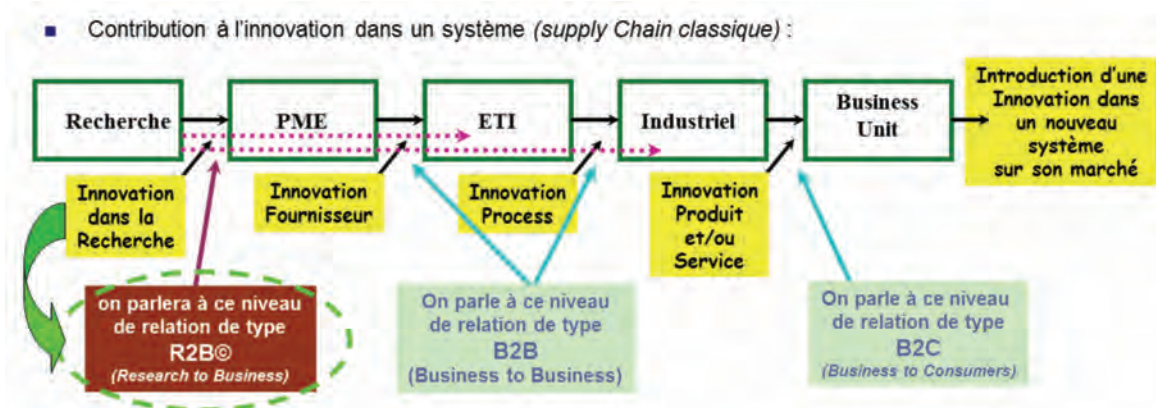 Contribution à l'innovation dans un système (supply Chain classique) :
Recherche
PME
ETI
Industriel
Business
Unit
Introduction d'une
Innovation dans
un nouveau
système
sur son marché
Innovation
dans la
Recherche
Innovation
Fournisseur
Innovation
Process
Innovation
Produit
et/ou
Service
on parlera à ce niveau
de relation de type
R2B©
(Research to Business)
On parle à ce niveau
de relation de type
B2B
(Business to Business)
On parle à ce niveau
de relation de type
B2C
(Business to Consumers)